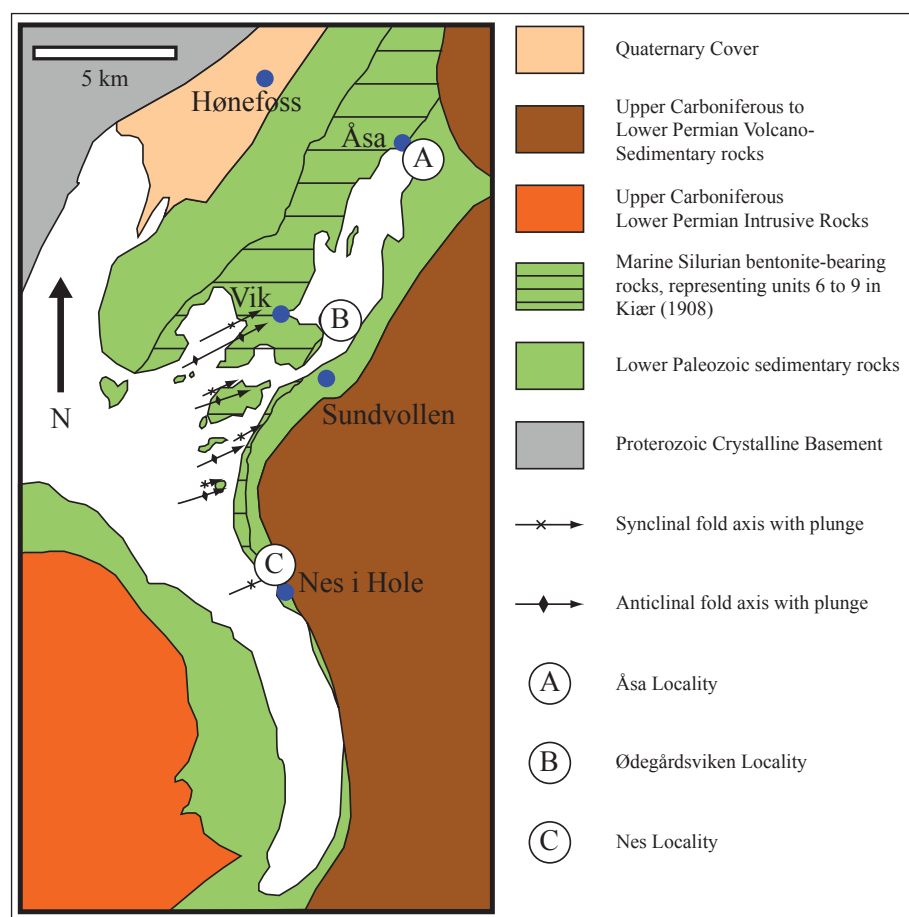 5 km
Hønefoss
Åsa
A
Vik
B
N
Sundvollen
C
Nes i Hole
Quaternary Cover
Upper Carboniferous to
Lower Permian Volcano-
Sedimentary rocks
Upper Carboniferous
Lower Permian Intrusive Rocks
Marine Silurian bentonite-bearing
rocks, representing units 6 to 9 in
Kiær (1908)
Lower Paleozoic sedimentary rocks
Proterozoic Crystalline Basement
Synclinal fold axis with plunge
Anticlinal fold axis with plunge
A
Åsa Locality
B
Ødegårdsviken Locality
C
Nes Locality